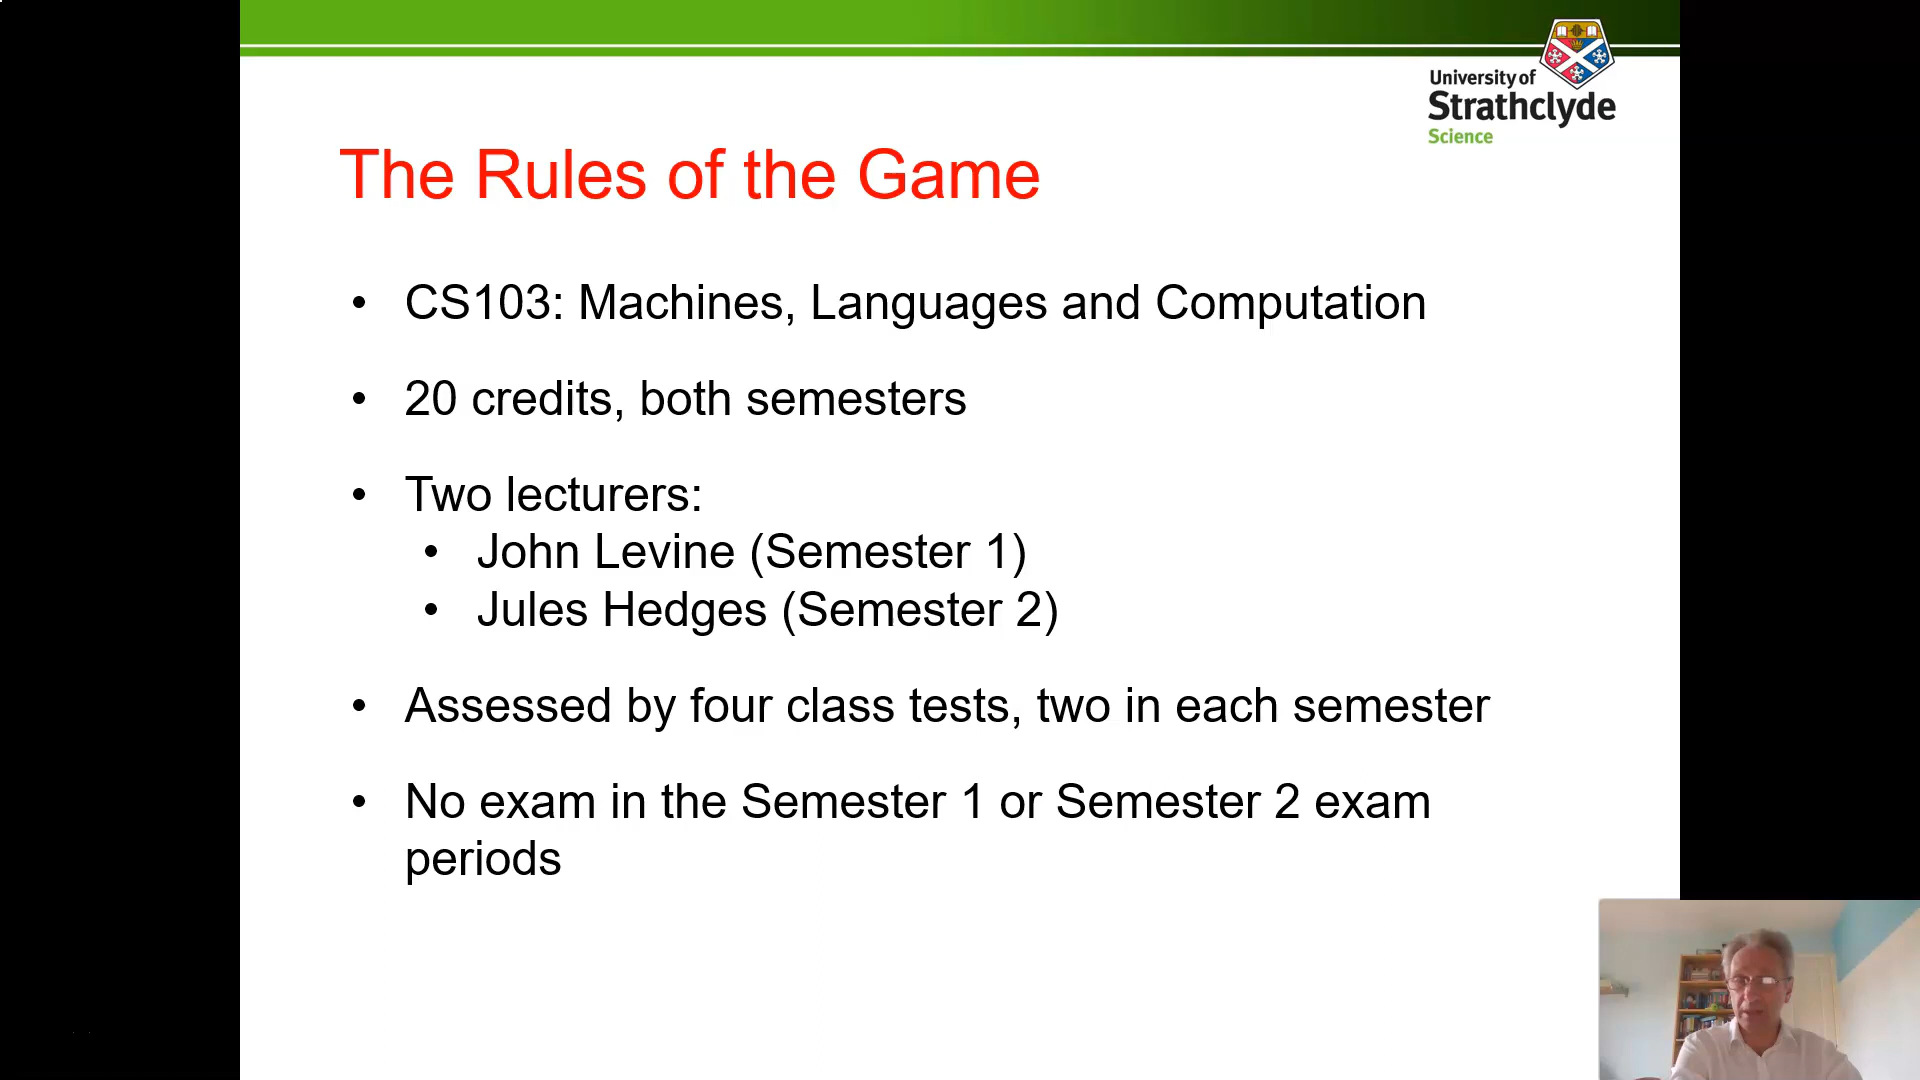 University of
Strathclyde
Science
The Rules of the Game
• CS103: Machines, Languages and Computation
• 20 credits, both semesters
• Two lecturers:
• John Levine (Semester 1)
• Jules Hedges (Semester 2)
• Assessed by four class tests, two in each semester
• No exam in the Semester 1 or Semester 2 exam
periods